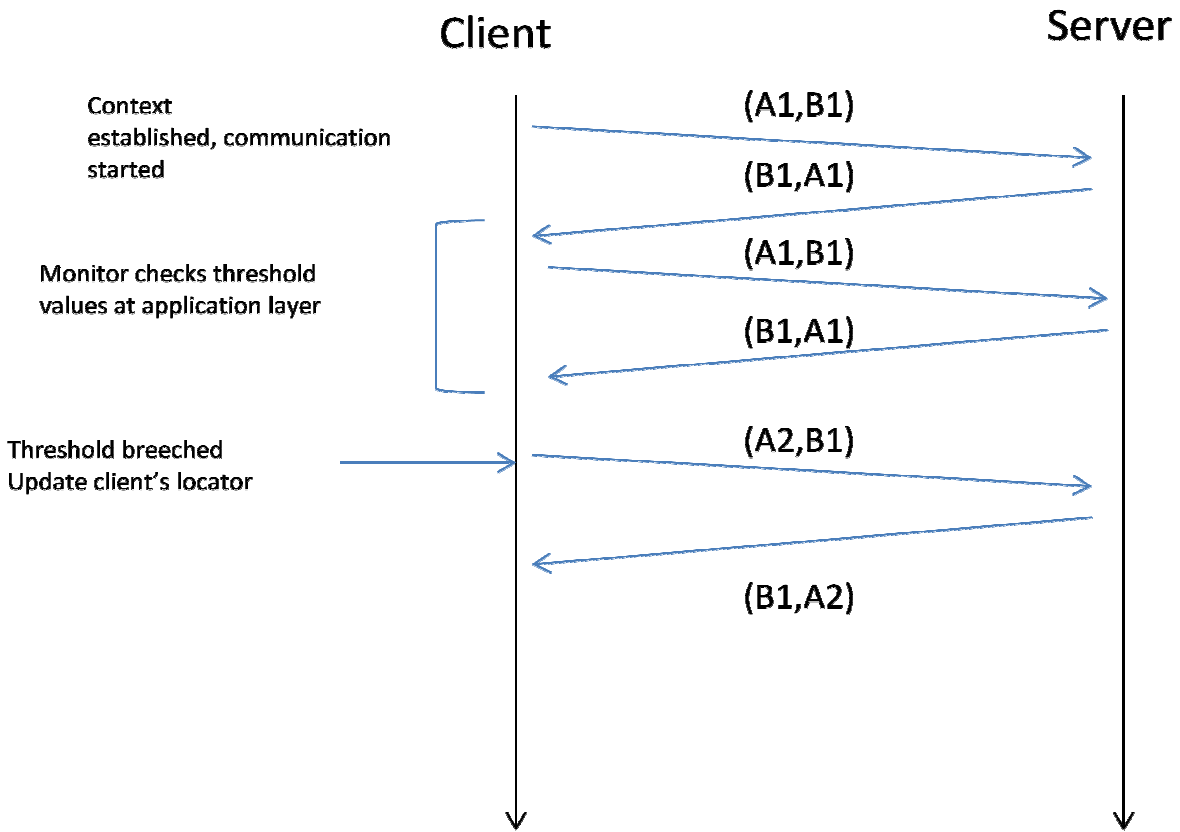 Client
Server
Context
established, communication
started
(A1,B1)
(B1,A1)
(A1,B1)
Monitor checks threshold
values at application layer
(B1,A1)
Threshold breeched
Update client's locator
(A2,B1)
(B1,A2)